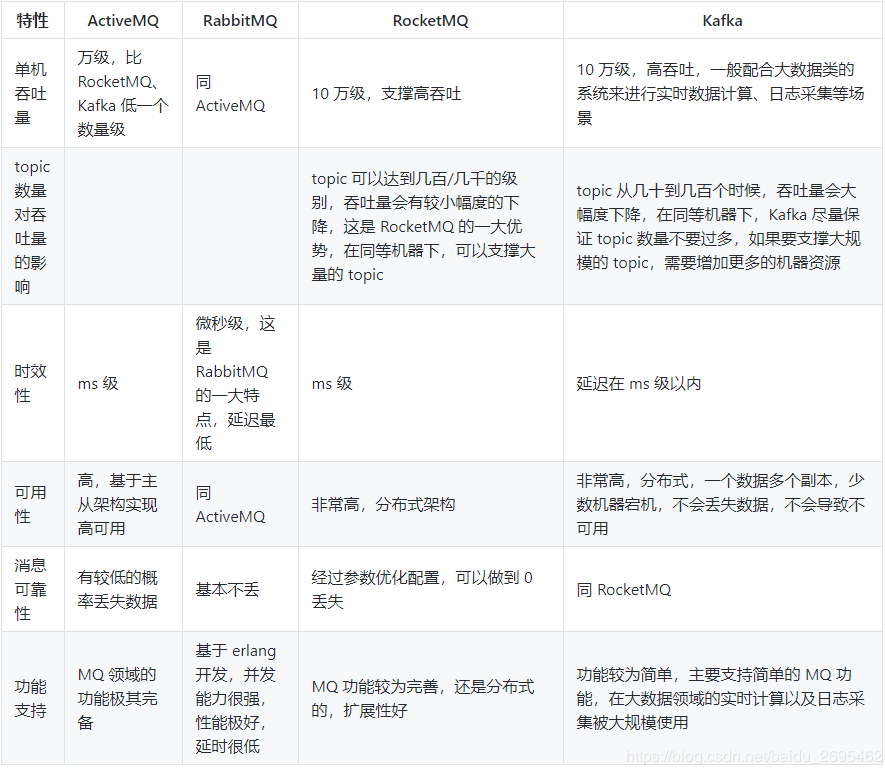 特性 ActiveMQ RabbitMQ RocketMQ Kafka
单机
吞吐
量
万级，比
RocketMQ、
Kafka 低一个
数量级
同
ActiveMQ
10 万级，支撑高吞吐
10 万级，高吞吐，一般配合大数据类的
系统来进行实时数据计算、日志采集等场
景
topic
数量
对吞
吐量
的影
响
topic 可以达到几百/几千的级
别，吞吐量会有较小幅度的下
降，这是 RocketMQ 的一大优
势，在同等机器下，可以支撑大
量的 topic
topic 从几十到几百个时候，吞吐量会大
幅度下降，在同等机器下，Kafka 尽量保
证 topic 数量不要过多，如果要支撑大规
模的 topic，需要增加更多的机器资源
时效
性
ms 级
微秒级，这
是
RabbitMQ
的一大特
点，延迟最
低
ms 级
延迟在 ms 级以内
可用
性
高，基于主
从架构实现
高可用
同
ActiveMQ
非常高，分布式架构
非常高，分布式，一个数据多个副本，少
数机器宕机，不会丢失数据，不会导致不
可用
消息
可靠
性
有较低的概
率丢失数据
基本不丢
经过参数优化配置，可以做到 0
丢失
同 RocketMQ
功能
支持
MQ 领域的
功能极其完
备
基于 erlang
开发，并发
能力很强，
性能极好，
延时很低
MQ 功能较为完善，还是分布式
的，扩展性好
功能较为简单，主要支持简单的 MQ 功
能，在大数据领域的实时计算以及日志采
集被大规模使用
https://blog.csdn.net/baidu_2695462